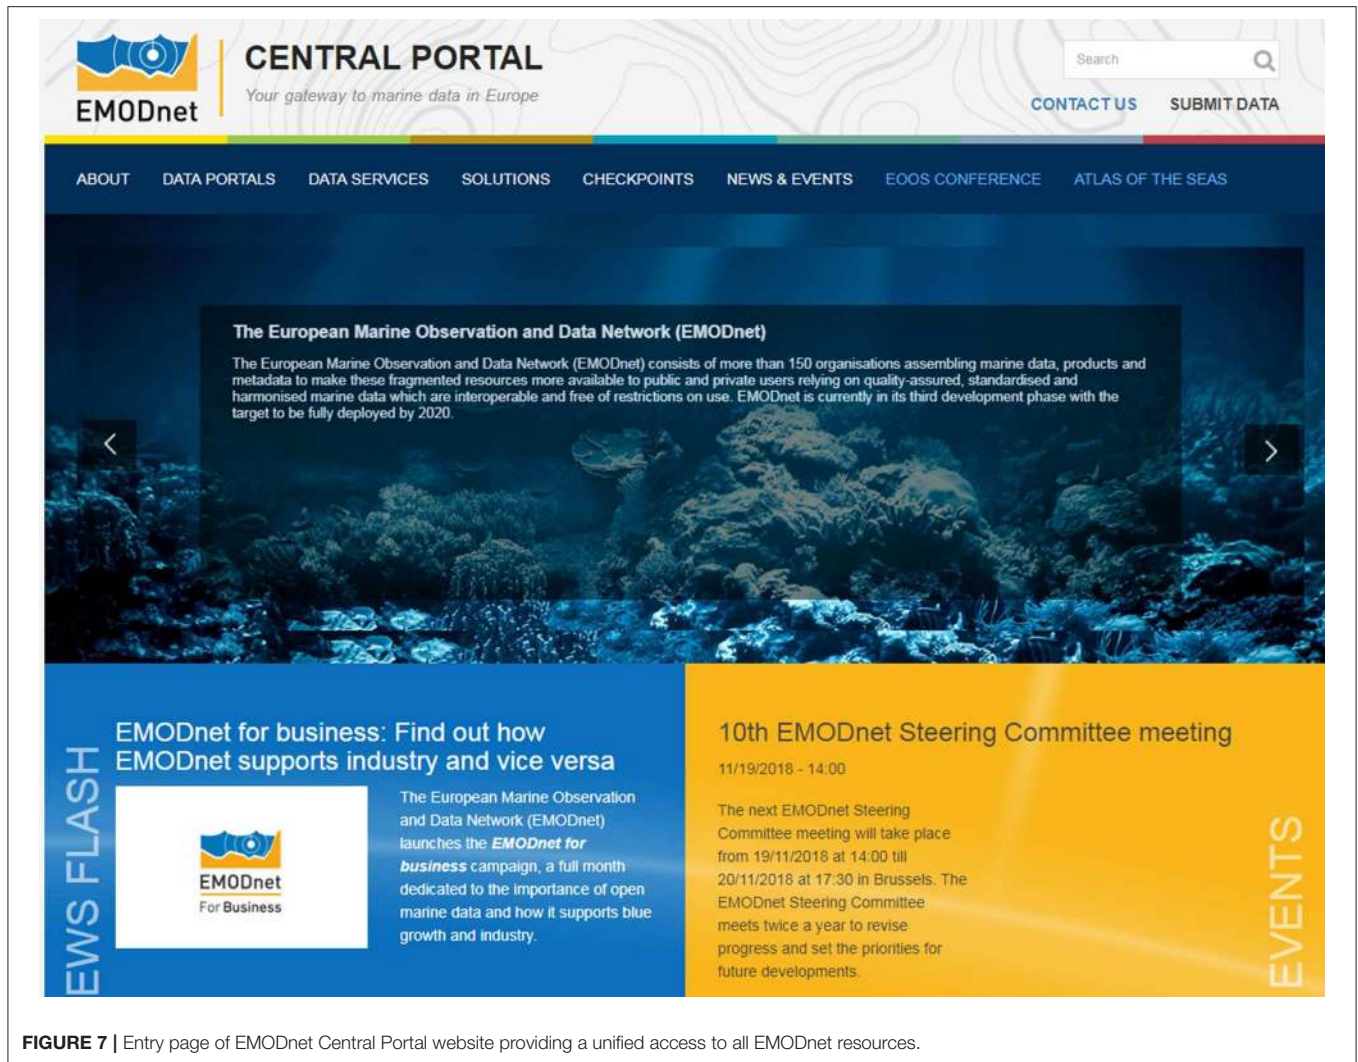 EMODnet
CENTRAL PORTAL
Your gateway to marine data in Europe
Search
CONTACT US
SUBMIT DATA
ABOUT
DATA PORTALS
DATA SERVICES
SOLUTIONS
CHECKPOINTS
NEWS & EVENTS
EOOS CONFERENCE
ATLAS OF THE SEAS
The European Marine Observation and Data Network (EMODnet)
The European Marine Observation and Data Network (EMODnet) consists of more than 150 organisations assembling marine data, products and
metadata to make these fragmented resources more available to public and private users relying on quality-assured, standardised and
harmonised marine data which are interoperable and free of restrictions on use. EMODnet is currently in its third development phase with the
target to be fully deployed by 2020.
EWS FLASH
EMODnet for business: Find out how
EMODnet supports industry and vice versa
EMODnet
For Business
The European Marine Observation
and Data Network (EMODnet)
launches the EMODnet for
business campaign, a full month
dedicated to the importance of open
marine data and how it supports blue
growth and industry.
10th EMODnet Steering Committee meeting
11/19/2018 - 14:00
The next EMODnet Steering
Committee meeting will take place
from 19/11/2018 at 14:00 till
20/11/2018 at 17:30 in Brussels. The
EMODnet Steering Committee
meets twice a year to revise
progress and set the priorities for
future developments.
EVENTS
FIGURE 7 | Entry page of EMODnet Central Portal website providing a unified access to all EMODnet resources.